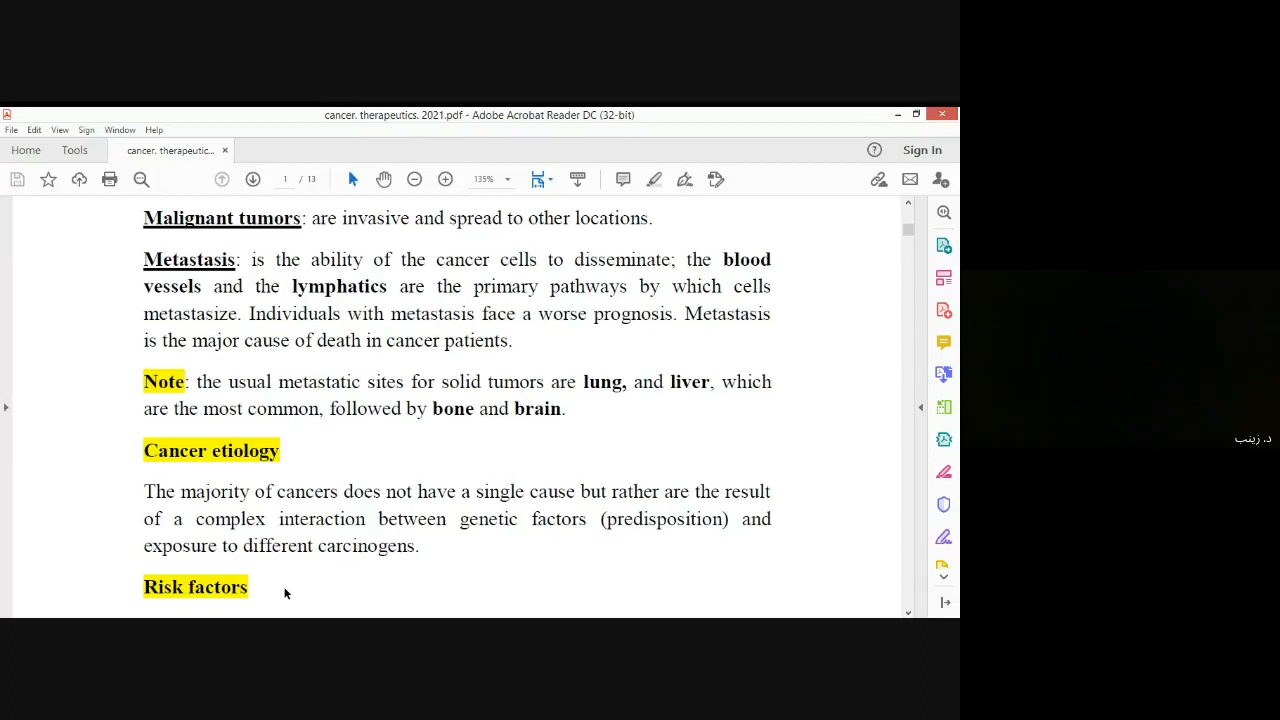 cancer. therapeutics. 2021.pdf - Adobe Acrobat Reader DC (32-bit)
File Edit View Sign Window Help
Home Tools cancer. therapeutic... × Sign In
1 / 13 135%
Malignant tumors: are invasive and spread to other locations.
Metastasis: is the ability of the cancer cells to disseminate; the blood
vessels and the lymphatics are the primary pathways by which cells
metastasize. Individuals with metastasis face a worse prognosis. Metastasis
is the major cause of death in cancer patients.
Note: the usual metastatic sites for solid tumors are lung, and liver, which
are the most common, followed by bone and brain.
Cancer etiology
The majority of cancers does not have a single cause but rather are the result
of a complex interaction between genetic factors (predisposition) and
exposure to different carcinogens.
Risk factors
د. زينب